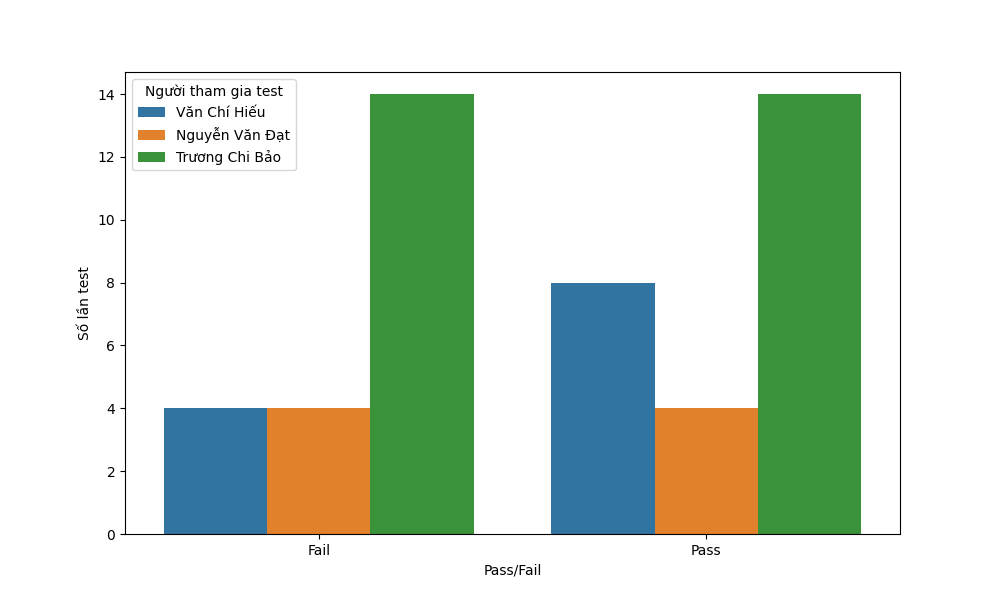 Người tham gia test
Văn Chí Hiếu
Nguyễn Văn Đạt
Trương Chi Bảo
14
12
10
8
6
4
2
0
Số lần test
Fail
Pass
Pass/Fail